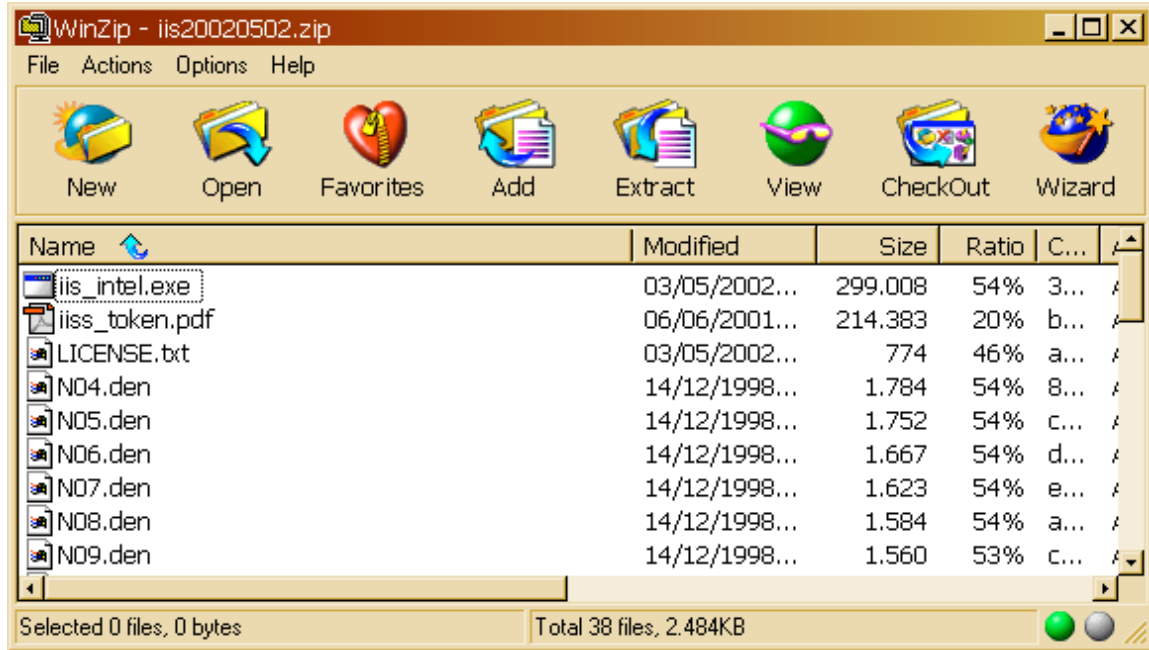 WinZip - iis20020502.zip
File Actions Options Help
New Open Favorites Add Extract View CheckOut Wizard
Name Modified Size Ratio C...
iis_intel.exe 03/05/2002... 299.008 54% 3...
iiss_token.pdf 06/06/2001... 214.383 20% b...
LICENSE.txt 03/05/2002... 774 46% a...
N04.den 14/12/1998... 1.784 54% 8...
N05.den 14/12/1998... 1.752 54% c...
N06.den 14/12/1998... 1.667 54% d...
N07.den 14/12/1998... 1.623 54% e...
N08.den 14/12/1998... 1.584 54% a...
N09.den 14/12/1998... 1.560 53% c...
Selected 0 files, 0 bytes Total 38 files, 2.484KB